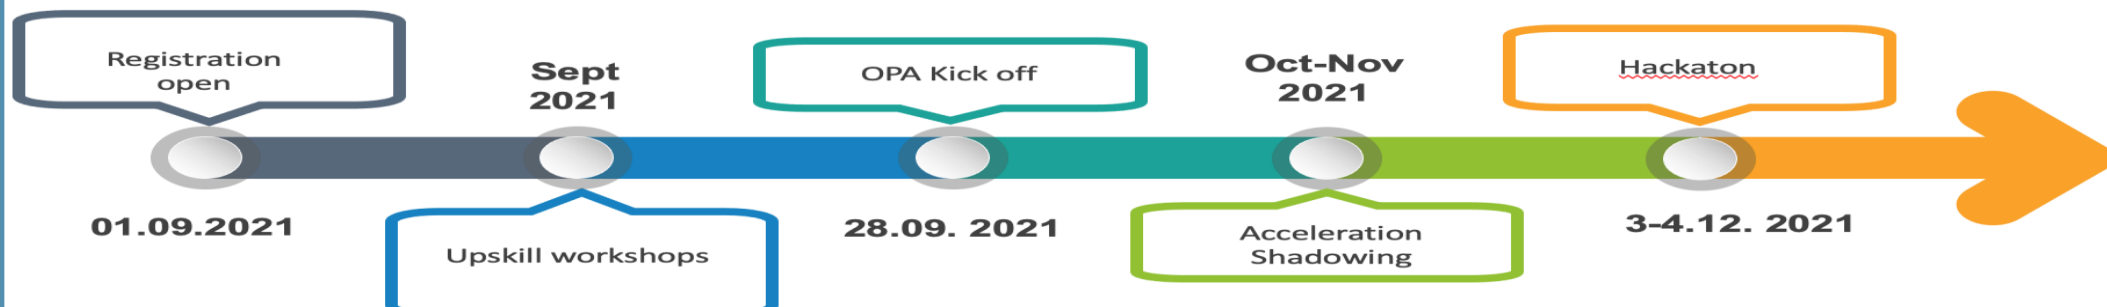 Registration
open
01.09.2021
Sept
2021
Upskill workshops
OPA Kick off
28.09. 2021
Oct-Nov
2021
Acceleration
Shadowing
Hackaton
3-4.12. 2021